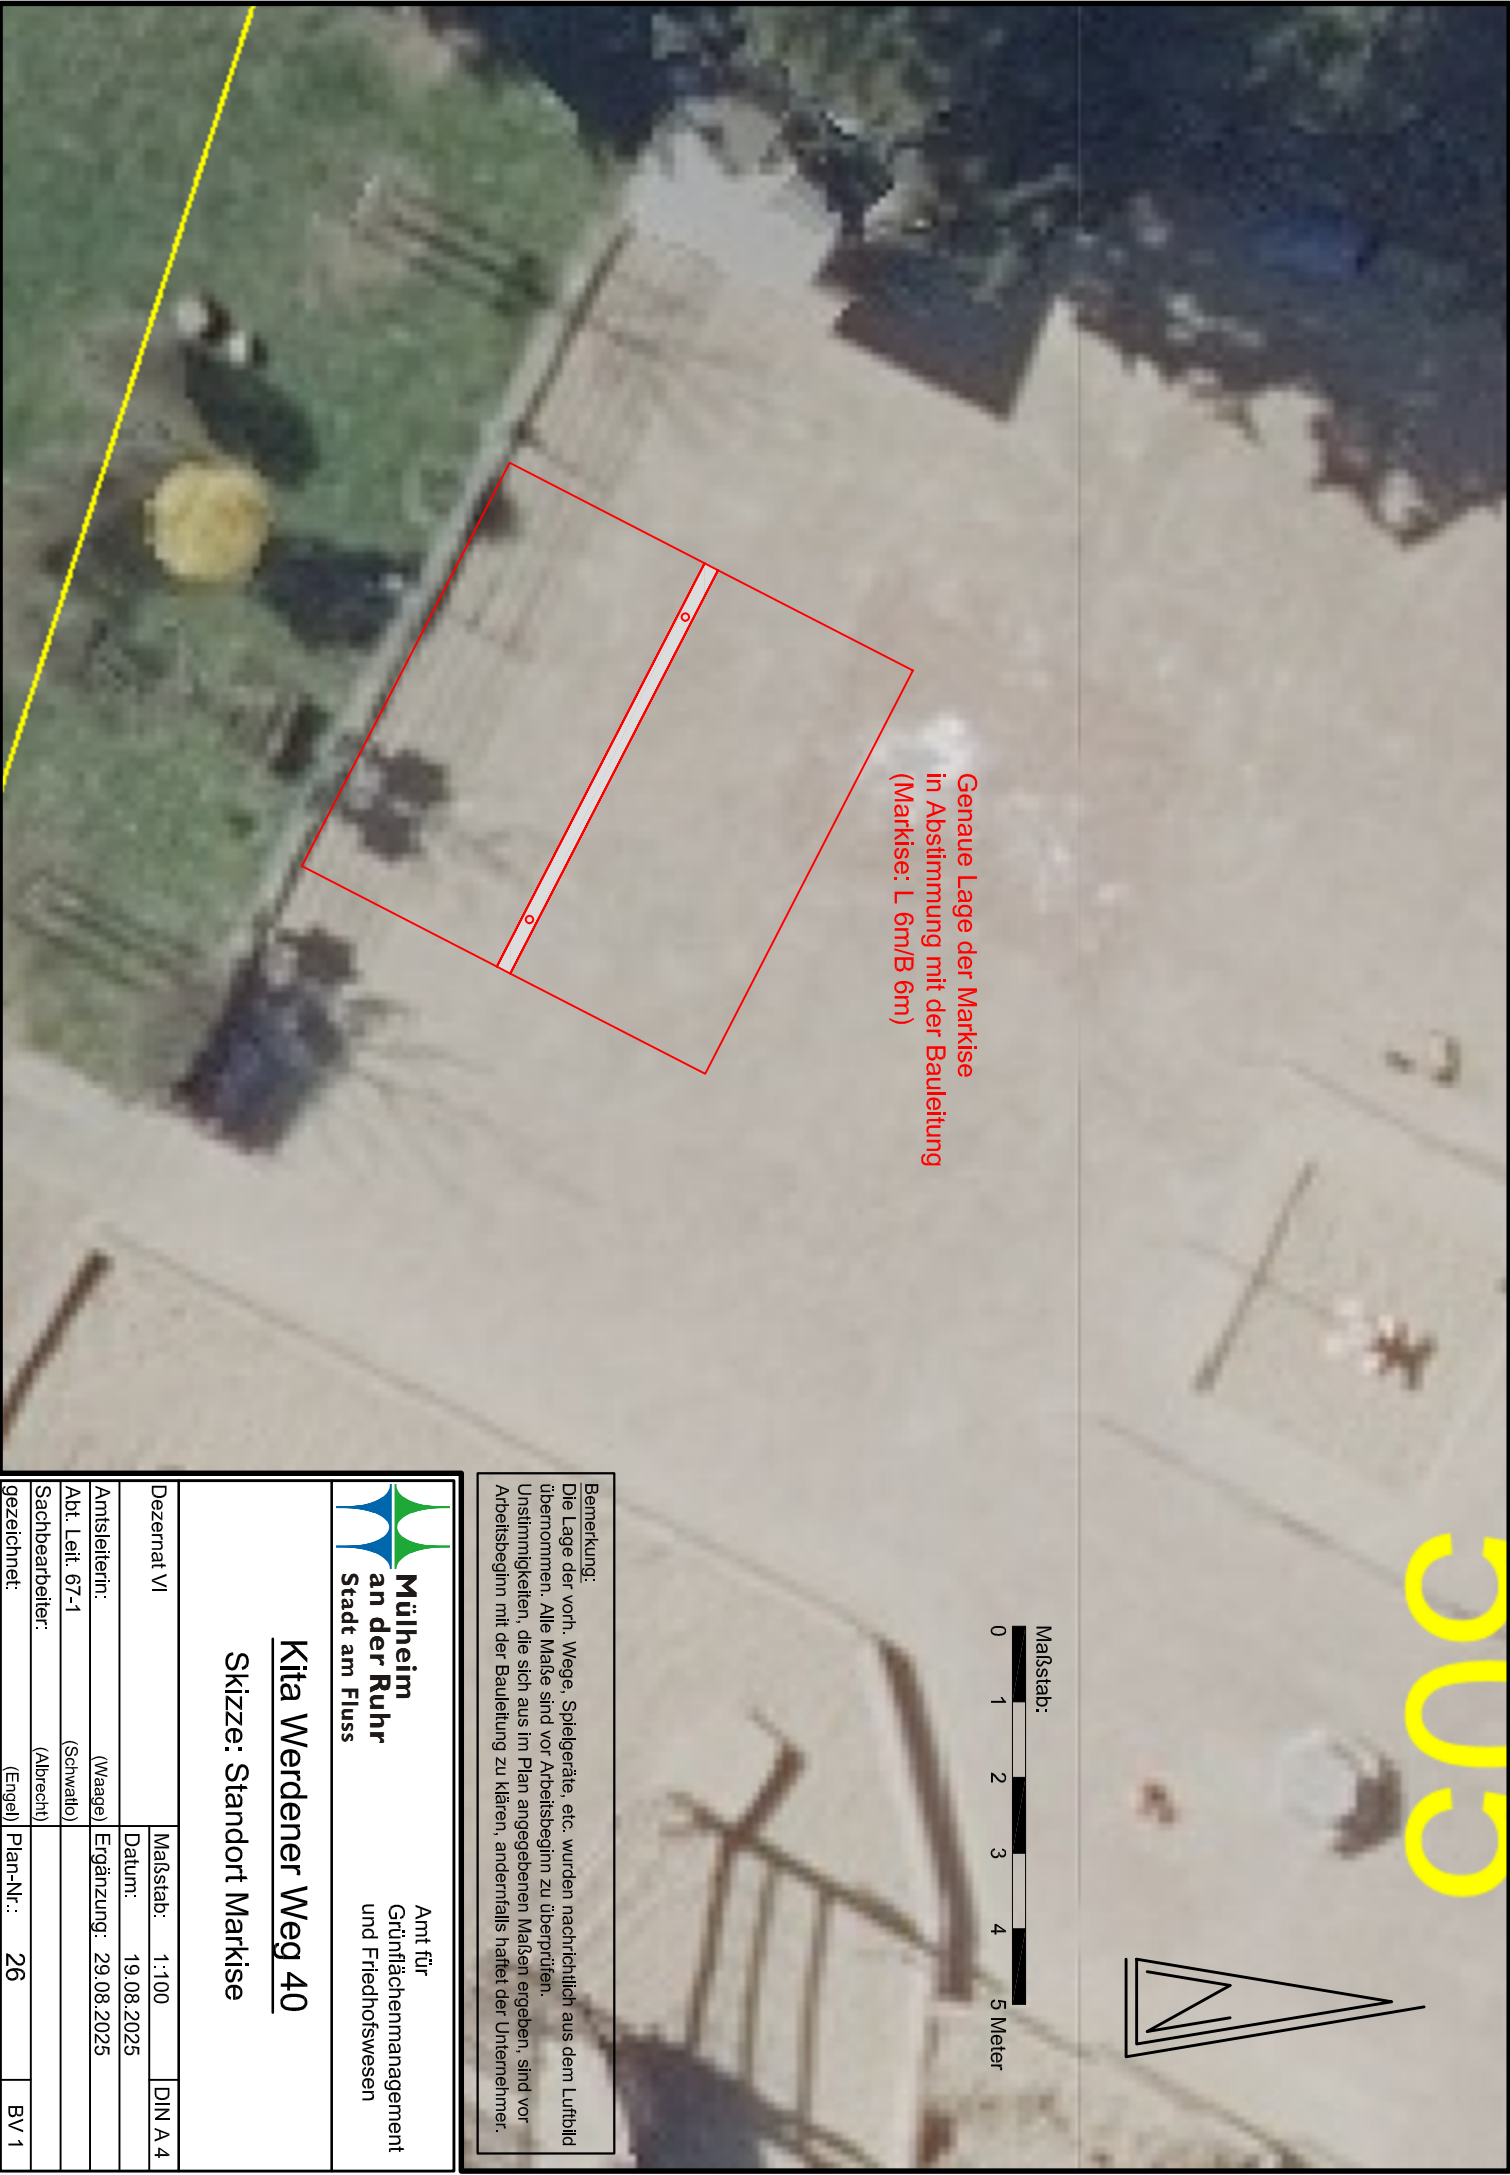 Genaue Lage der Markise
in Abstimmung mit der Bauleitung
(Markise: L 6m/B 6m)
Maßstab:
0 1 2 3 4 5 Meter
Bemerkung:
Die Lage der vorh. Wege, Spielgeräte, etc. wurden nachrichtlich aus dem Luftbild
übernommen. Alle Maße sind vor Arbeitsbeginn zu überprüfen.
Unstimmigkeiten, die sich aus im Plan angegebenen Maßen ergeben, sind vor
Arbeitsbeginn mit der Bauleitung zu klären, andernfalls haftet der Unternehmer.
Mülheim
an der Ruhr
Stadt am Fluss
Amt für
Grünflächenmanagement
und Friedhofswesen
Kita Werdener Weg 40
Skizze: Standort Markise
Dezernat VI
Maßstab: 1:100 DIN A 4
Datum: 19.08.2025
Amtsleiterin: (Waage) Ergänzung: 29.08.2025
Abt. Leit. 67-1 (Schwatlo)
Sachbearbeiter: (Albrecht)
gezeichnet: (Engel) Plan-Nr.: 26 BV 1